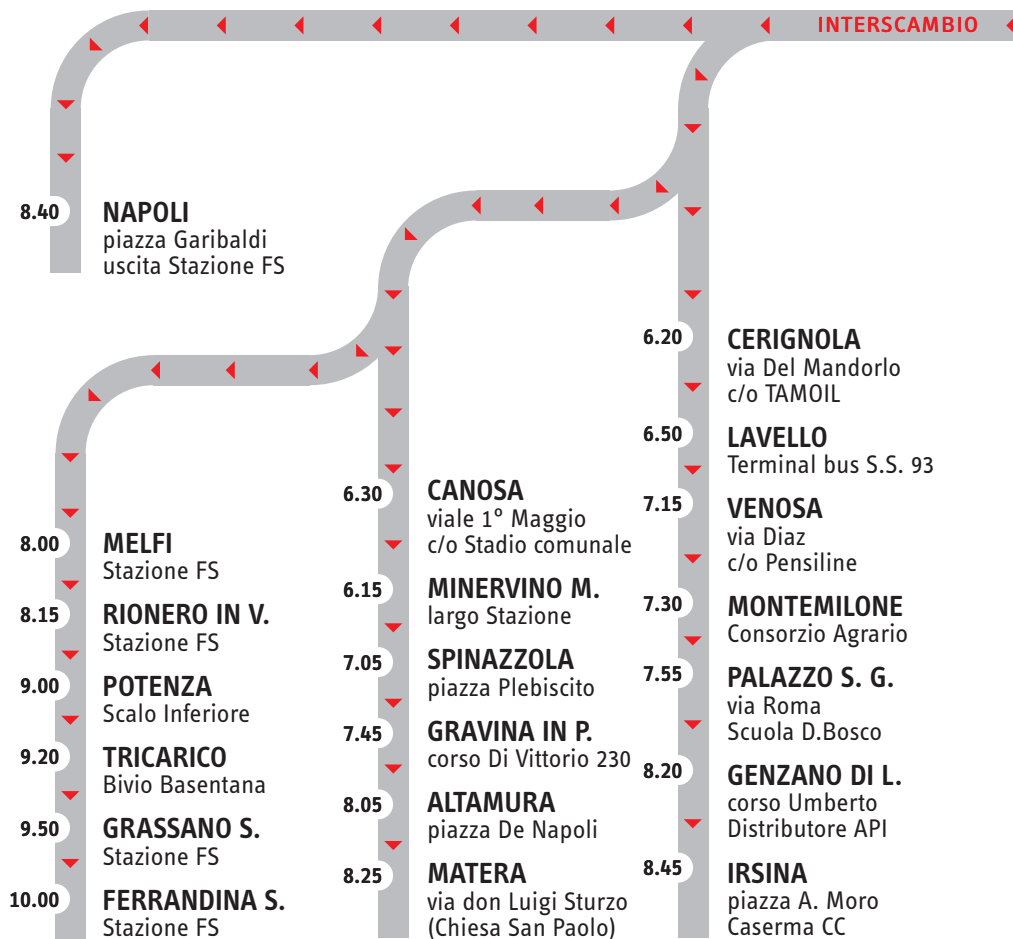 INTERSCAMBIO
8.40 NAPOLI
piazza Garibaldi
uscita Stazione FS
8.00 MELFI
Stazione FS
8.15 RIONERO IN V.
Stazione FS
9.00 POTENZA
Scalo Inferiore
9.20 TRICARICO
Bivio Basentana
9.50 GRASSANO S.
Stazione FS
10.00 FERRANDINA S.
Stazione FS
6.30 CANOSA
viale 1° Maggio
c/o Stadio comunale
6.15 MINERVINO M.
largo Stazione
7.05 SPINAZZOLA
piazza Plebiscito
7.45 GRAVINA IN P.
corso Di Vittorio 230
8.05 ALTAMURA
piazza De Napoli
8.25 MATERA
via don Luigi Sturzo
(Chiesa San Paolo)
6.20 CERIGNOLA
via Del Mandorlo
c/o TAMOIL
6.50 LAVELLO
Terminal bus S.S. 93
7.15 VENOSA
via Diaz
c/o Pensiline
7.30 MONTEMILONE
Consorzio Agrario
7.55 PALAZZO S. G.
via Roma
Scuola D.Bosco
8.20 GENZANO DI L.
corso Umberto
Distributore API
8.45 IRSINA
piazza A. Moro
Caserma CC